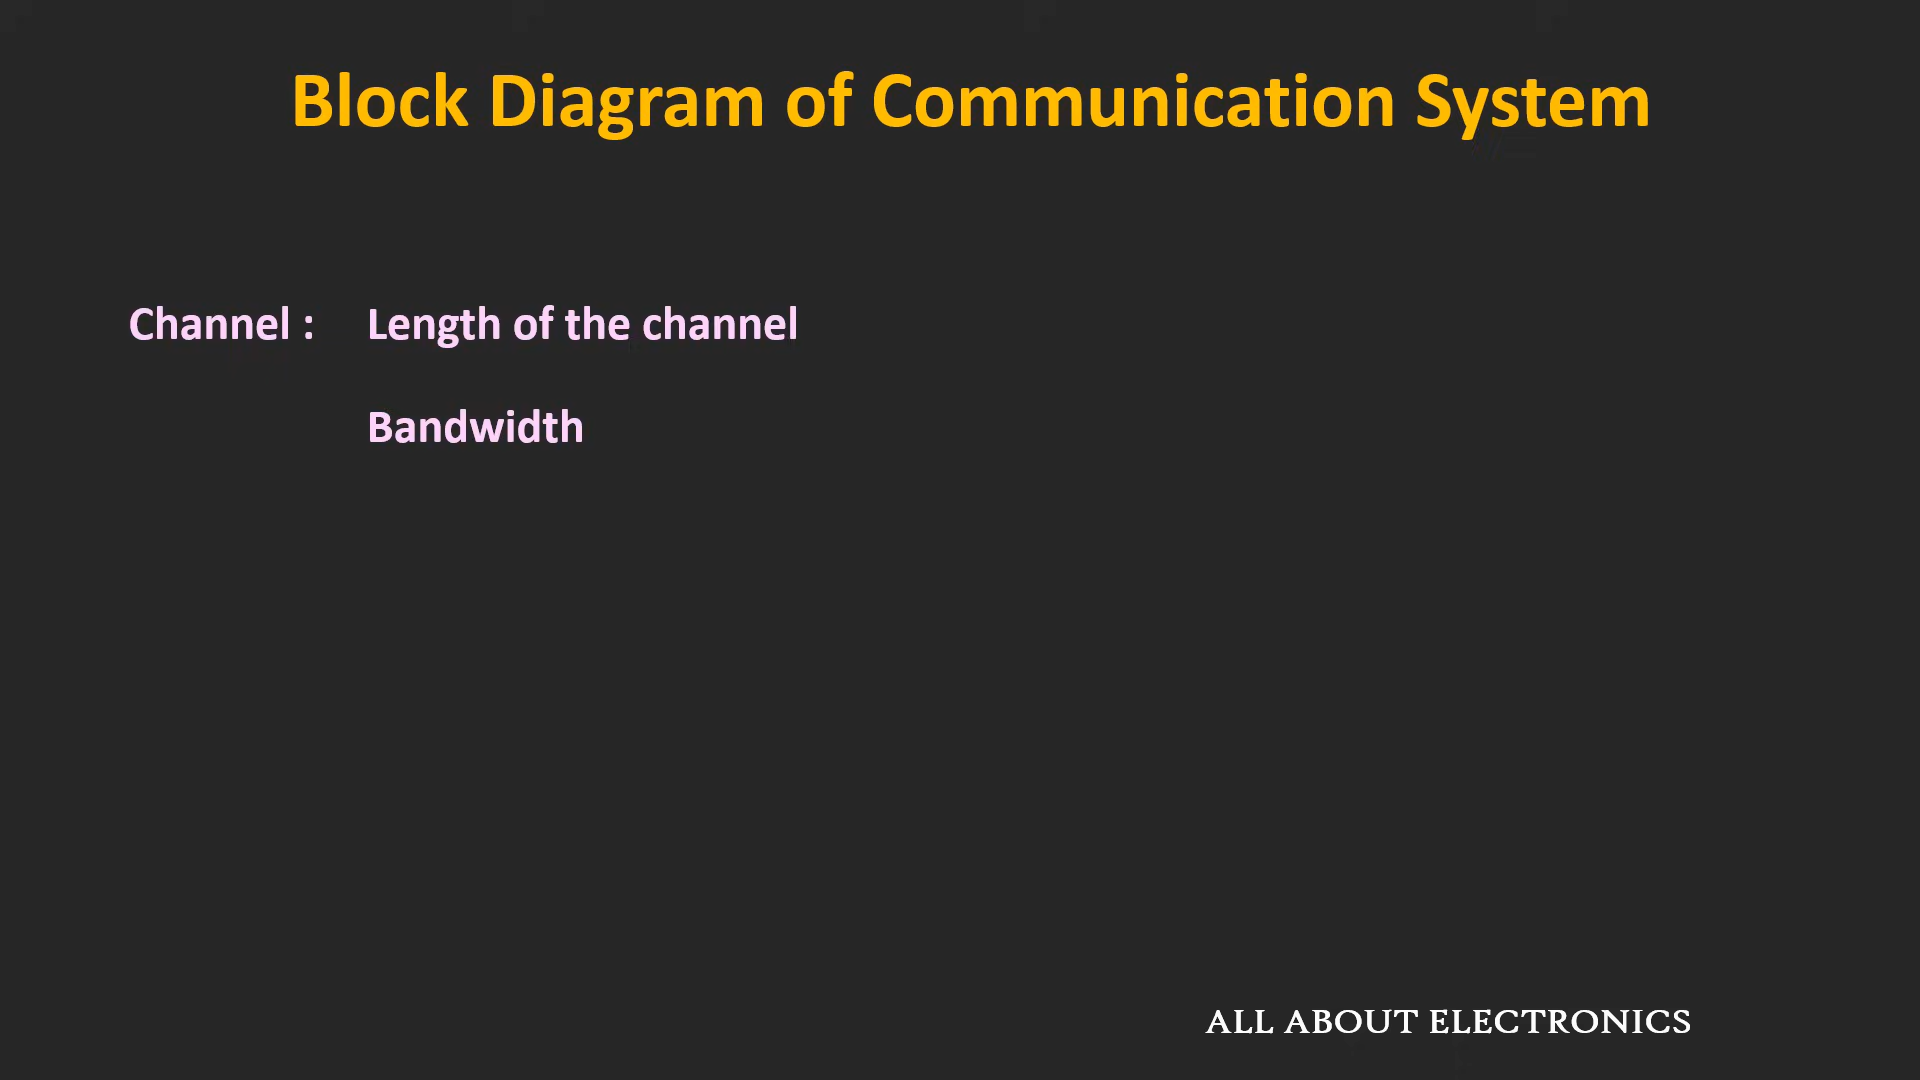 Block Diagram of Communication System
Channel : Length of the channel
Bandwidth
ALL ABOUT ELECTRONICS